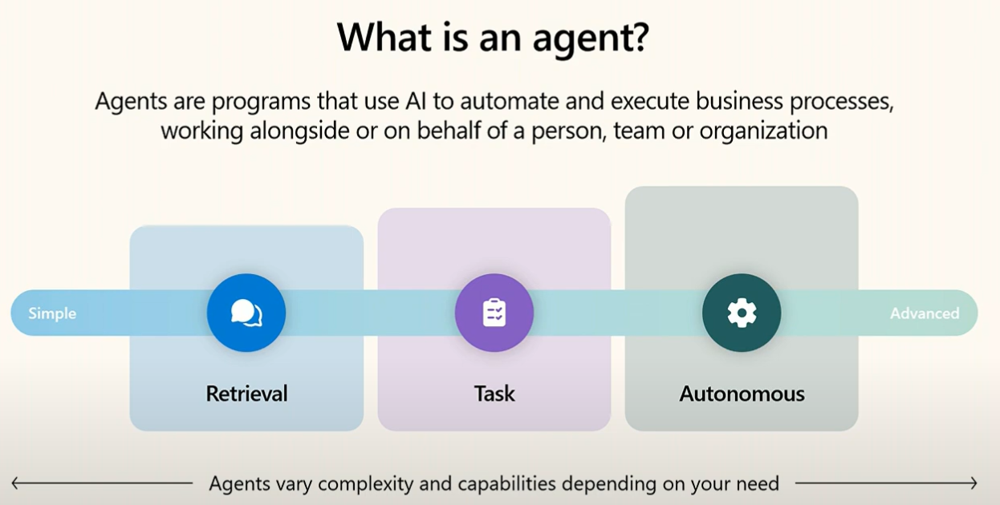 What is an agent?
Agents are programs that use AI to automate and execute business processes,
working alongside or on behalf of a person, team or organization
Simple
Advanced
Retrieval
Task
Autonomous
Agents vary complexity and capabilities depending on your need